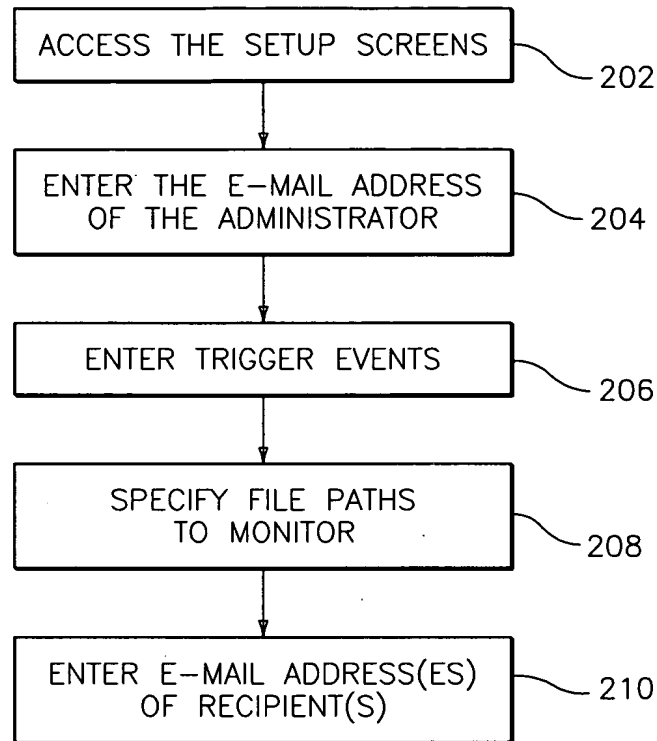 ACCESS THE SETUP SCREENS
202
ENTER THE E-MAIL ADDRESS
OF THE ADMINISTRATOR
204
ENTER TRIGGER EVENTS
206
SPECIFY FILE PATHS
TO MONITOR
208
ENTER E-MAIL ADDRESS(ES)
OF RECIPIENT(S)
210